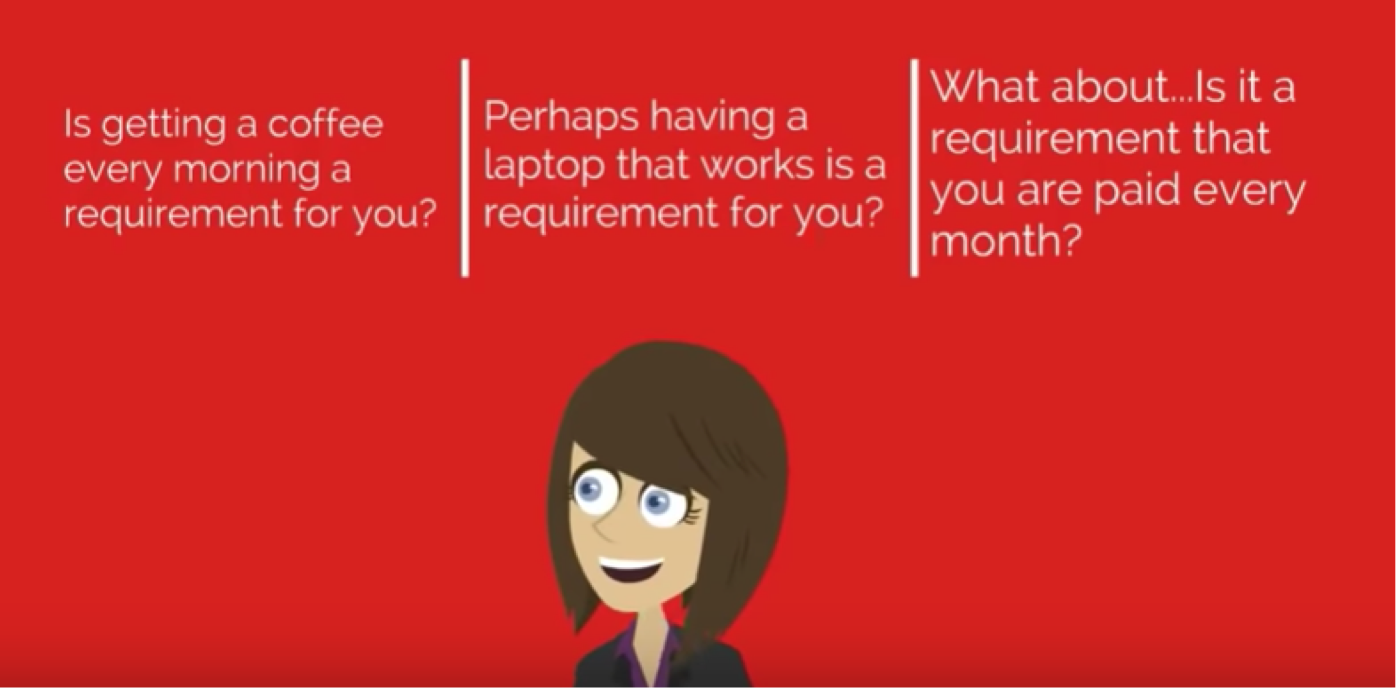 Is getting a coffee
every morning a
requirement for you?
Perhaps having a
laptop that works is a
requirement for you?
What about...Is it a
requirement that
you are paid every
month?